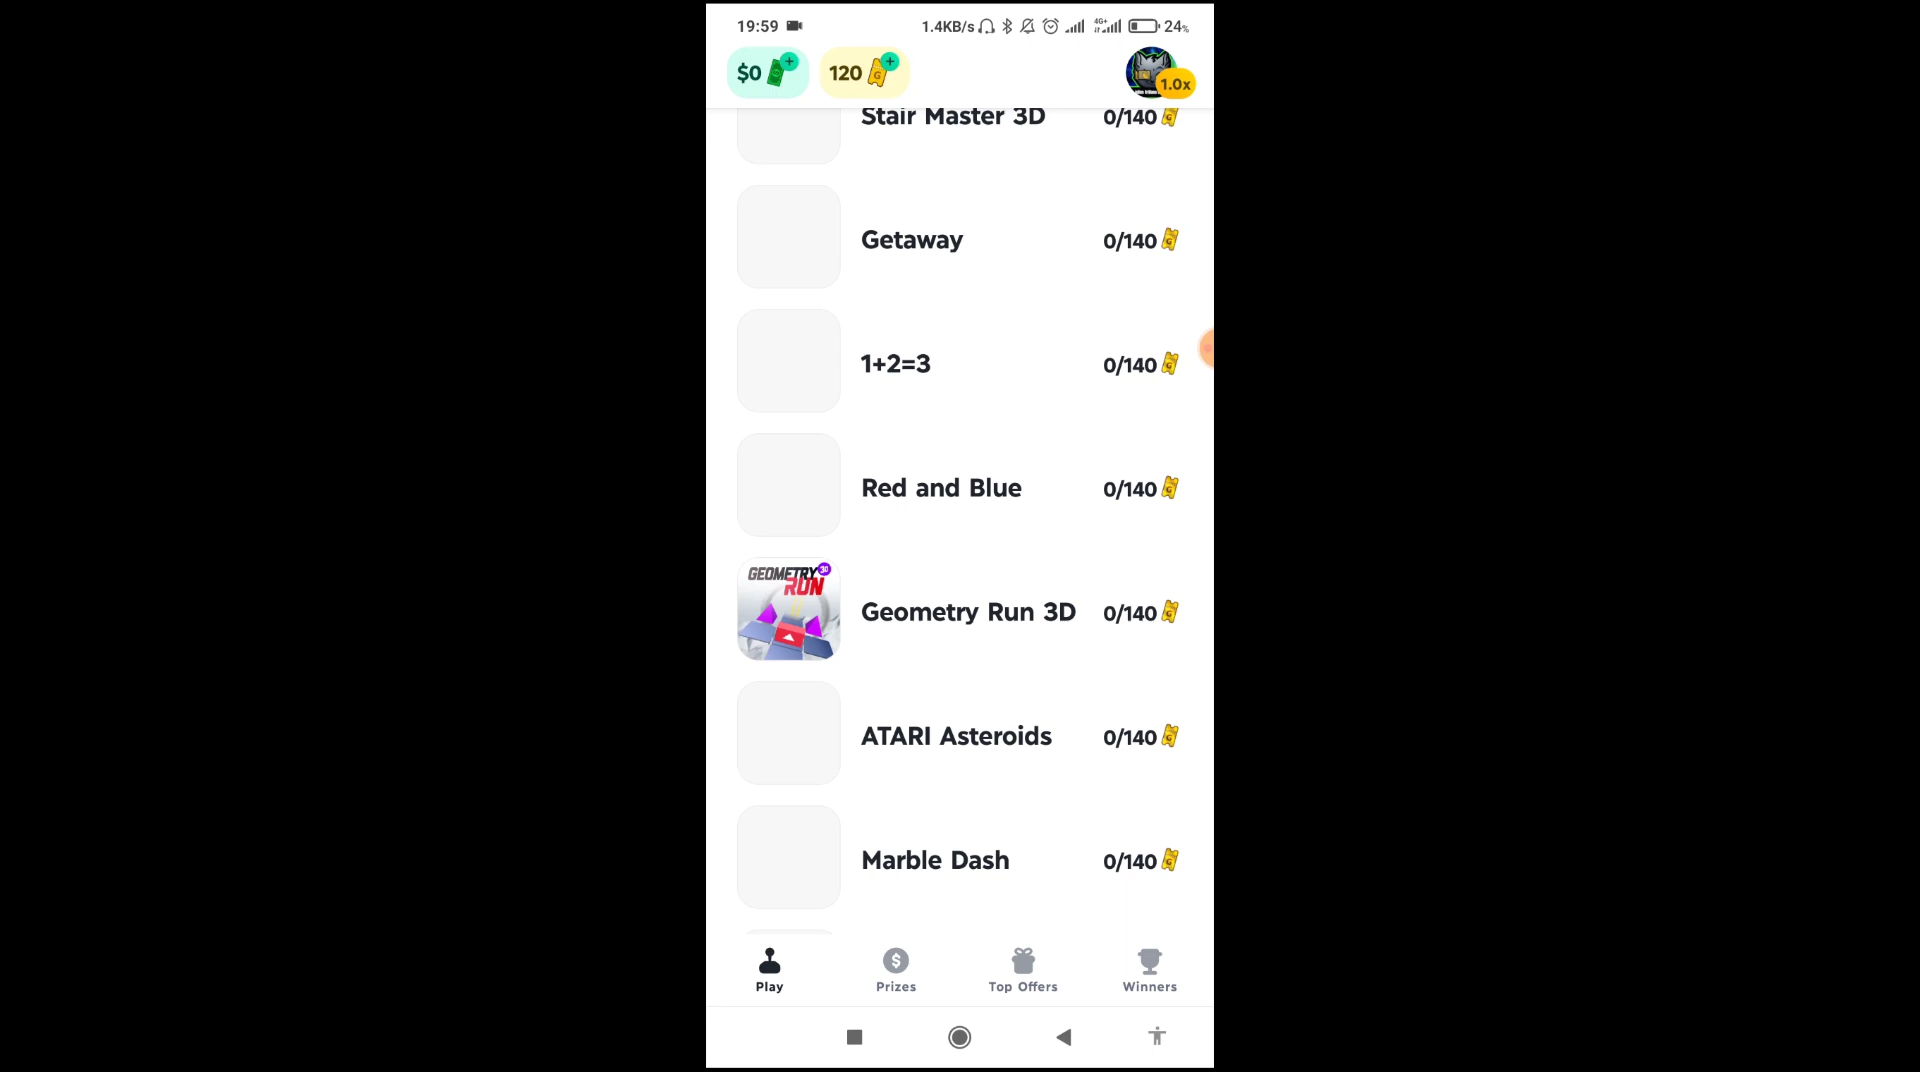 19:59 1.4KB/s 4G+ 24%
$0 120 1.0x
Stair Master 3D 0/140
Getaway 0/140
1+2=3 0/140
Red and Blue 0/140
GEOMETRY 3D
RUN
Geometry Run 3D 0/140
ATARI Asteroids 0/140
Marble Dash 0/140
Play Prizes Top Offers Winners